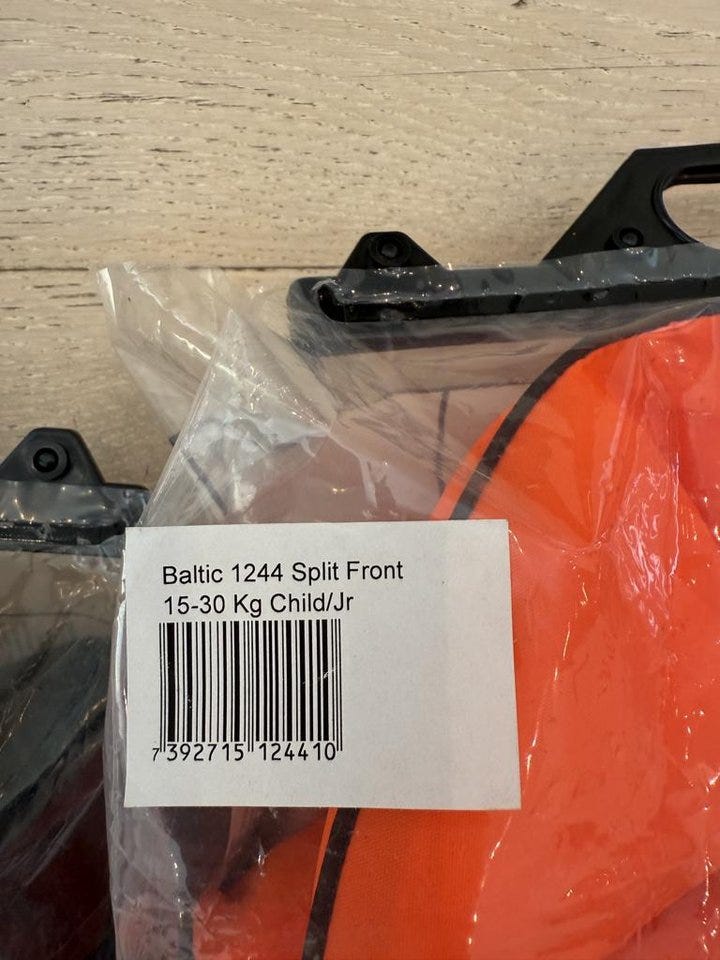 Baltic 1244 Split Front
15-30 Kg Child/Jr
7 392715 124410